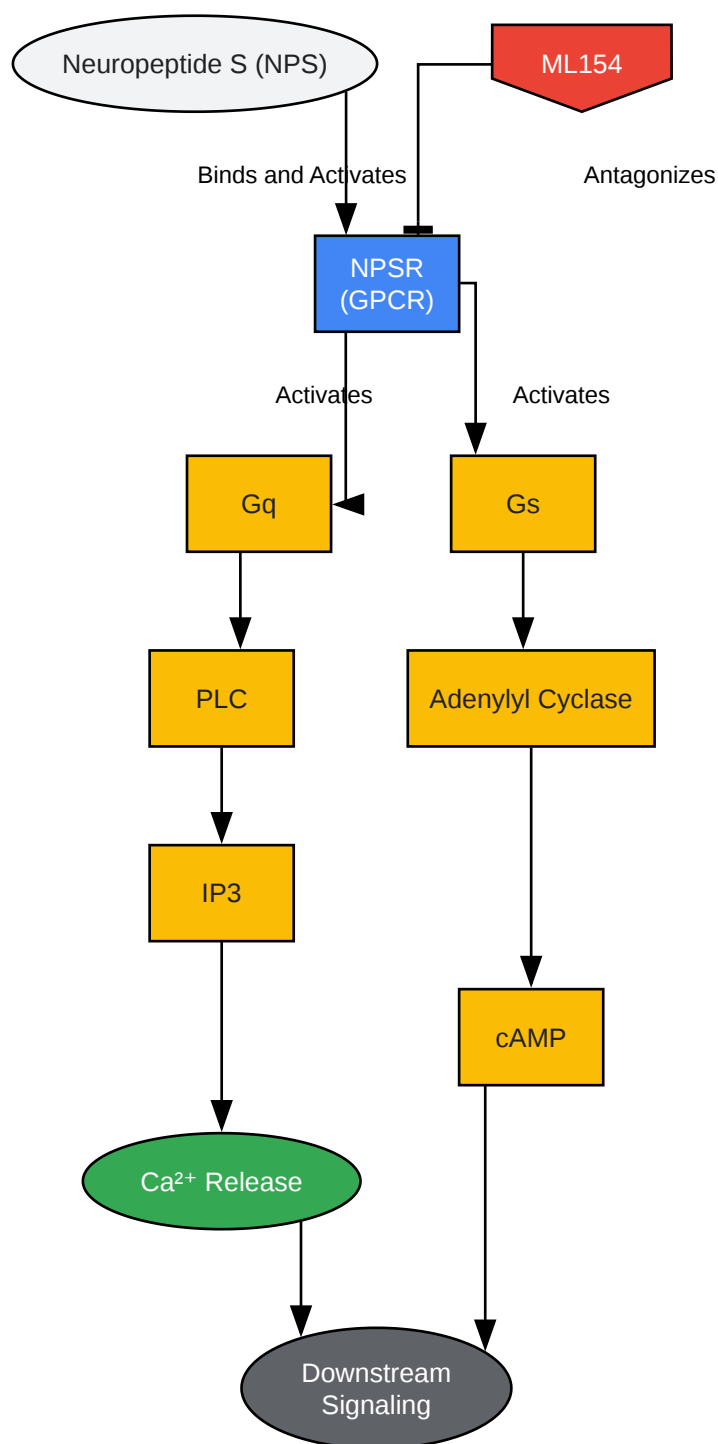 Neuropeptide S (NPS)
ML154
Binds and Activates
Antagonizes
NPSR
(GPCR)
Activates
Activates
Gq
Gs
PLC
Adenylyl Cyclase
IP3
cAMP
Ca²⁺ Release
Downstream
Signaling